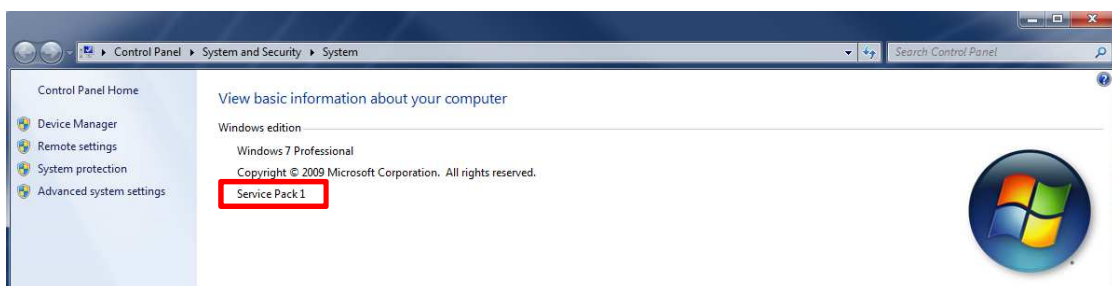 Control Panel ▸ System and Security ▸ System
Search Control Panel
Control Panel Home
Device Manager
Remote settings
System protection
Advanced system settings
View basic information about your computer
Windows edition
Windows 7 Professional
Copyright © 2009 Microsoft Corporation. All rights reserved.
Service Pack 1